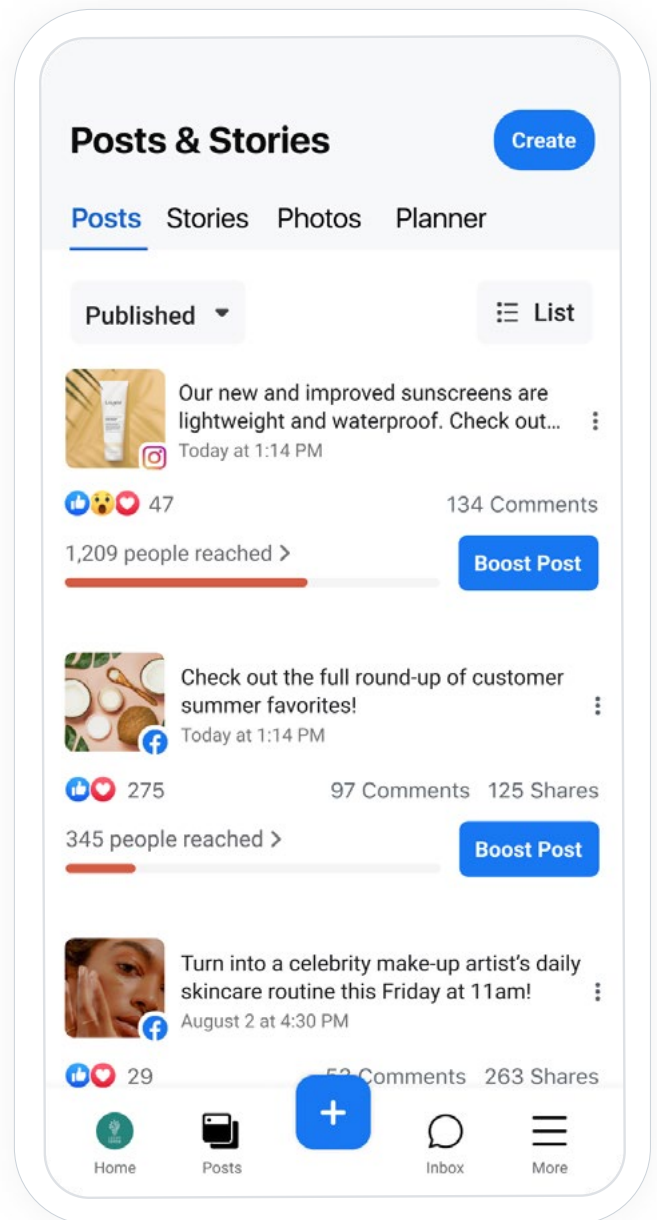 Posts & Stories
Create
Posts Stories Photos Planner
Published
List
Our new and improved sunscreens are
lightweight and waterproof. Check out...
Today at 1:14 PM
47
134 Comments
1,209 people reached
Boost Post
Check out the full round-up of customer
summer favorites!
Today at 1:14 PM
275
97 Comments 125 Shares
345 people reached
Boost Post
Turn into a celebrity make-up artist’s daily
skincare routine this Friday at 11am!
August 2 at 4:30 PM
29
Comments 263 Shares
Home
Posts
Inbox
More